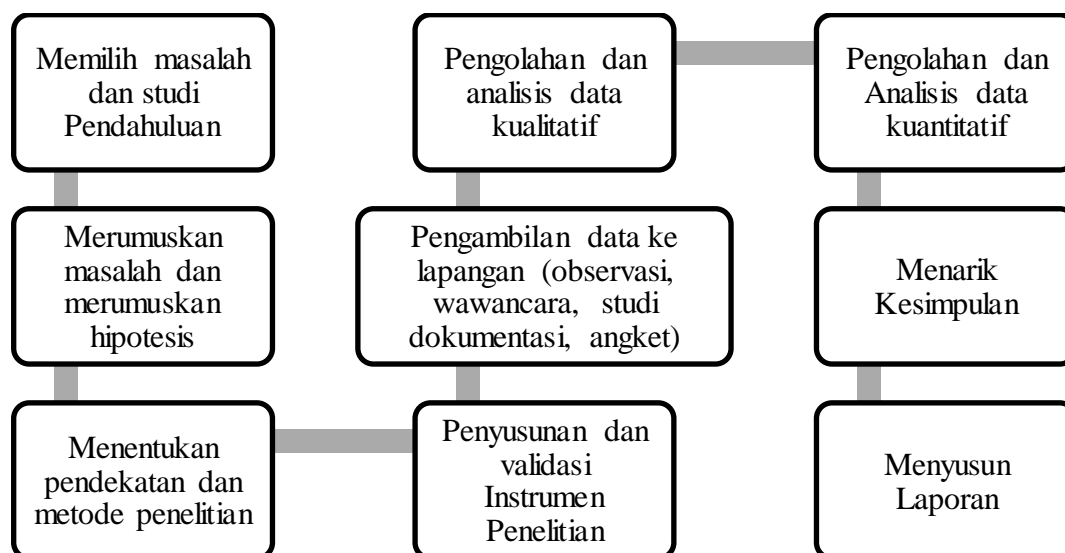 Memilih masalah
dan studi
Pendahuluan
Merumuskan
masalah dan
merumuskan
hipotesis
Menentukan
pendekatan dan
metode penelitian
Penyusunan dan
validasi
Instrumen
Penelitian
Pengambilan data ke
lapangan (observasi,
wawancara, studi
dokumentasi, angket)
Pengolahan dan
analisis data
kualitatif
Pengolahan dan
Analisis data
kuantitatif
Menarik
Kesimpulan
Menyusun
Laporan